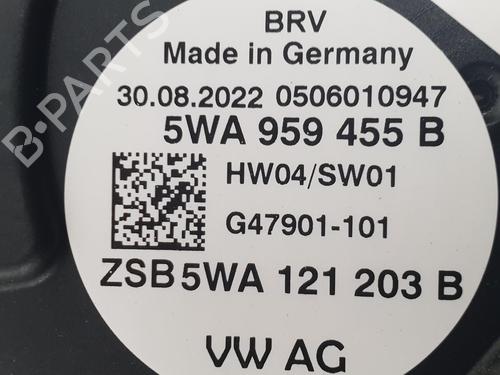 BRV
Made in Germany
30.08.2022 0506010947
5WA 959 455 B
HW04/SW01
G47901-101
ZSB 5WA 121 203 B
VW AG
B-PARTS